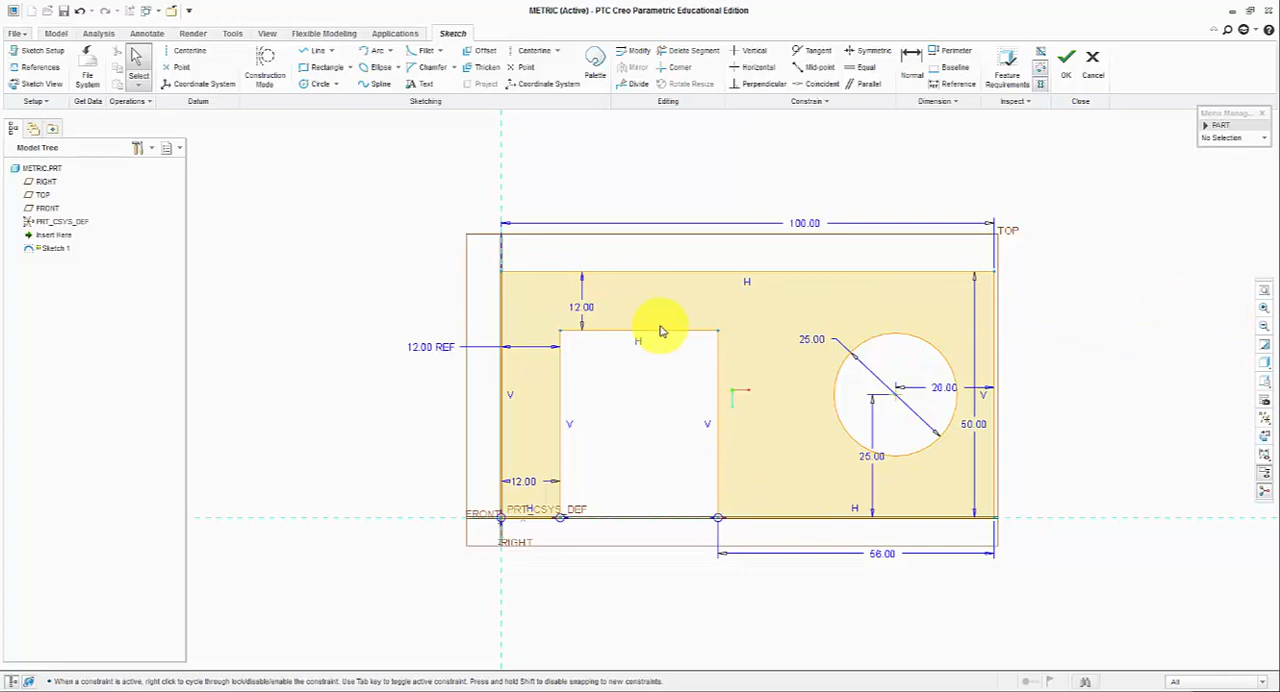 METRIC (Active) - PTC Creo Parametric Educational Edition
File Model Analysis Annotate Render Tools View Flexible Modeling Applications Sketch
Sketch Setup
References
Sketch View
Setup
File System
Get Data
Select
Operations
Centerline
Point
Coordinate System
Datum
Construction Mode
Line Arc Fillet Offset Centerline
Rectangle Ellipse Chamfer Thicken Point
Circle Spline Text Project Coordinate System
Sketching
Palette
Modify Delete Segment
Mirror Corner
Divide Rotate Resize
Editing
Vertical Tangent Symmetric
Horizontal Mid-point Equal
Perpendicular Coincident Parallel
Constrain
Normal
Perimeter
Baseline
Reference
Dimension
Feature Requirements
Inspect
OK Cancel
Close
Menu Manag...
PART
No Selection
Model Tree
METRIC.PRT
RIGHT
TOP
FRONT
PRT_CSYS_DEF
Insert Here
Sketch 1
100.00
TOP
H
12.00
12.00 REF
H
25.00
20.00
V
V
V
V
50.00
25.00
12.00
FRONT
PRT_CSYS_DEF
H
H
RIGHT
56.00
When a constraint is active, right click to cycle through lock/disable/enable the constraint. Use Tab key to toggle active constraint. Press and hold Shift to disable snapping to new constraints.
All